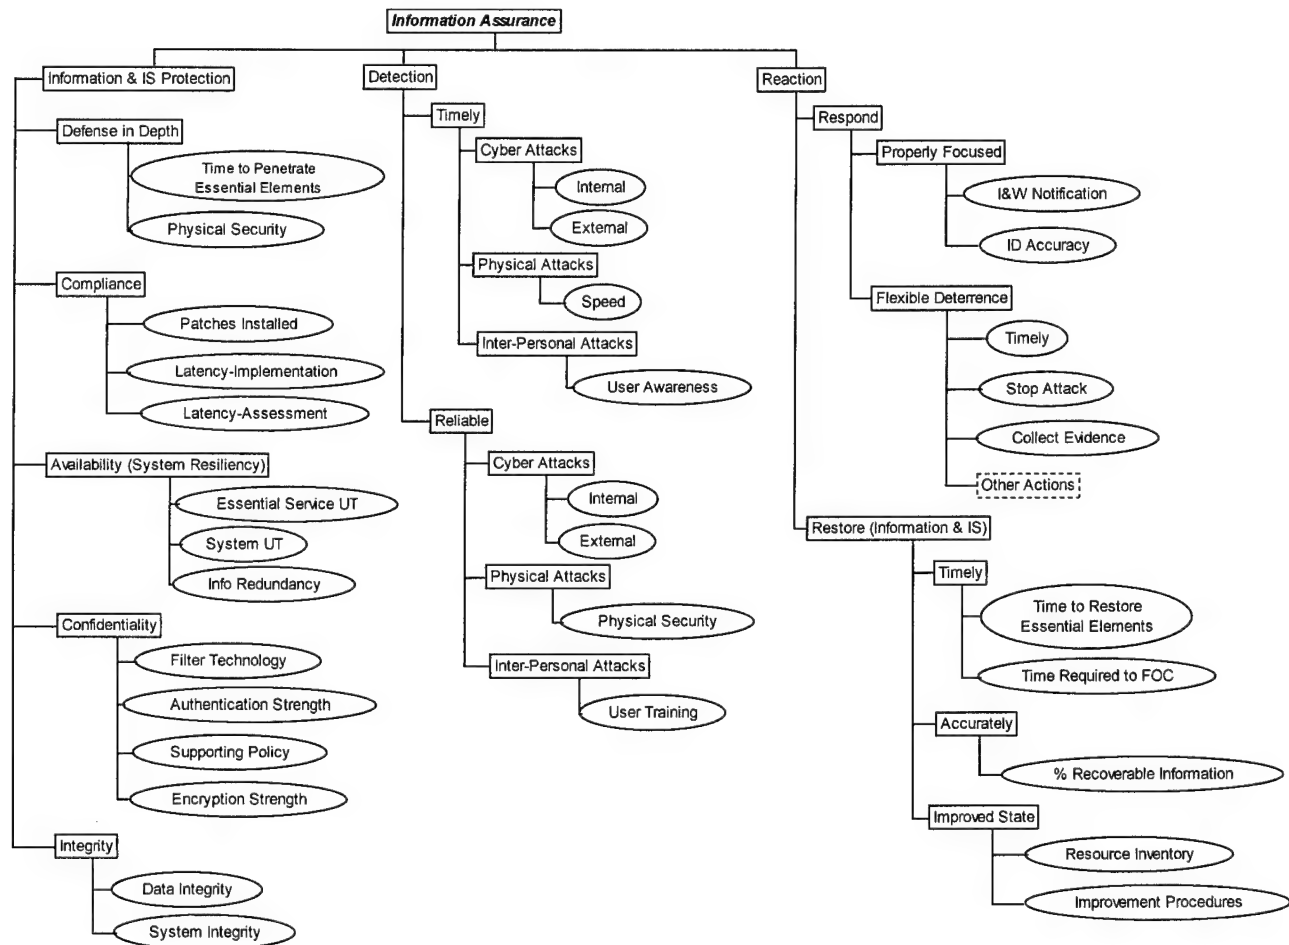 Information Assurance
Information & IS Protection
Defense in Depth
Time to Penetrate
Essential Elements
Physical Security
Compliance
Patches Installed
Latency-Implementation
Latency-Assessment
Availability (System Resiliency)
Essential Service UT
System UT
Info Redundancy
Confidentiality
Filter Technology
Authentication Strength
Supporting Policy
Encryption Strength
Integrity
Data Integrity
System Integrity
Detection
Timely
Cyber Attacks
Internal
External
Physical Attacks
Speed
Inter-Personal Attacks
User Awareness
Reliable
Cyber Attacks
Internal
External
Physical Attacks
Physical Security
Inter-Personal Attacks
User Training
Reaction
Respond
Properly Focused
I&W Notification
ID Accuracy
Flexible Deterrence
Timely
Stop Attack
Collect Evidence
Other Actions
Restore (Information & IS)
Timely
Time to Restore
Essential Elements
Time Required to FOC
Accurately
% Recoverable Information
Improved State
Resource Inventory
Improvement Procedures